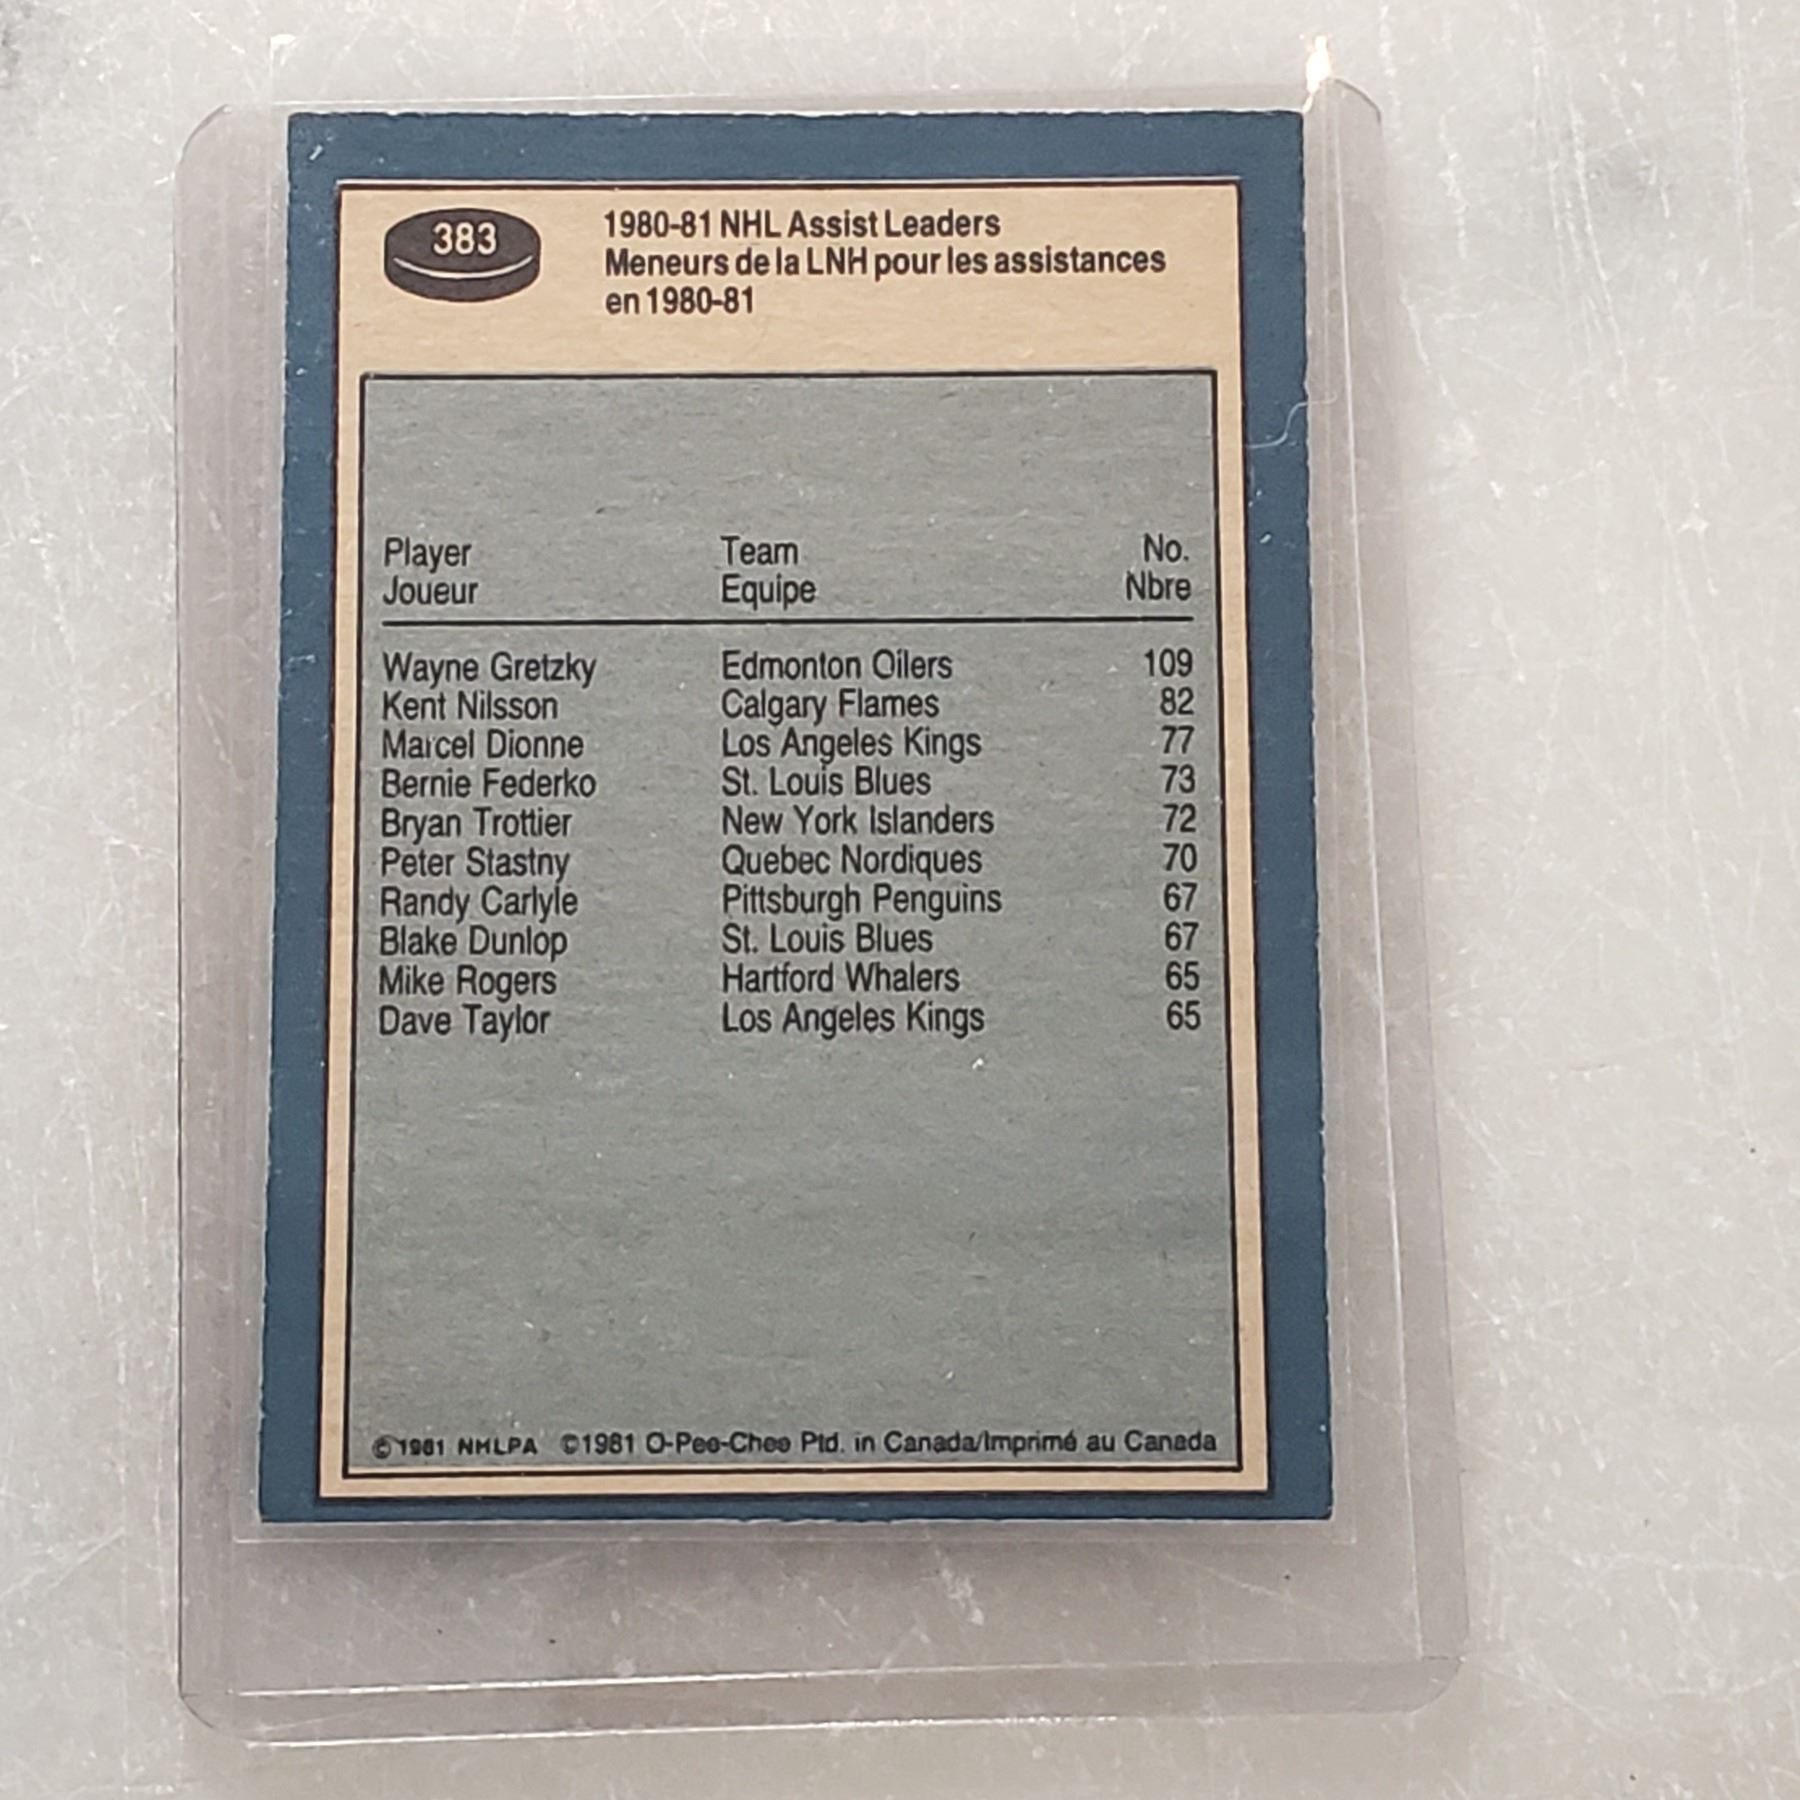 383
1980-81 NHL Assist Leaders
Meneurs de la LNH pour les assistances
en 1980-81
Player Team No.
Joueur Equipe Nbre
Wayne Gretzky Edmonton Oilers 109
Kent Nilsson Calgary Flames 82
Marcel Dionne Los Angeles Kings 77
Bernie Federko St. Louis Blues 73
Bryan Trottier New York Islanders 72
Peter Stastny Quebec Nordiques 70
Randy Carlyle Pittsburgh Penguins 67
Blake Dunlop St. Louis Blues 67
Mike Rogers Hartford Whalers 65
Dave Taylor Los Angeles Kings 65
©1981 NHLPA ©1981 O-Pee-Chee Ptd. in Canada/Imprimé au Canada